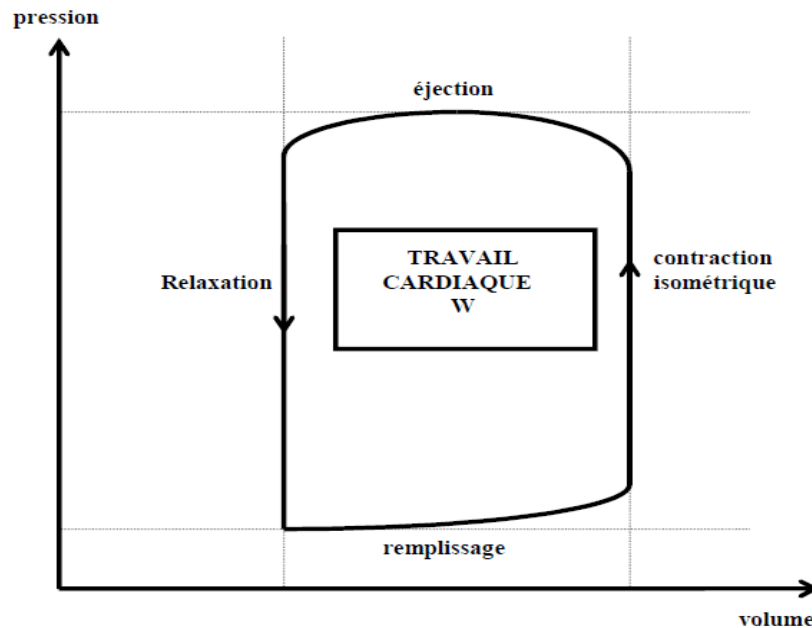 pression
éjection
TRAVAIL
CARDIAQUE
W
Relaxation
contraction
isométrique
remplissage
volume